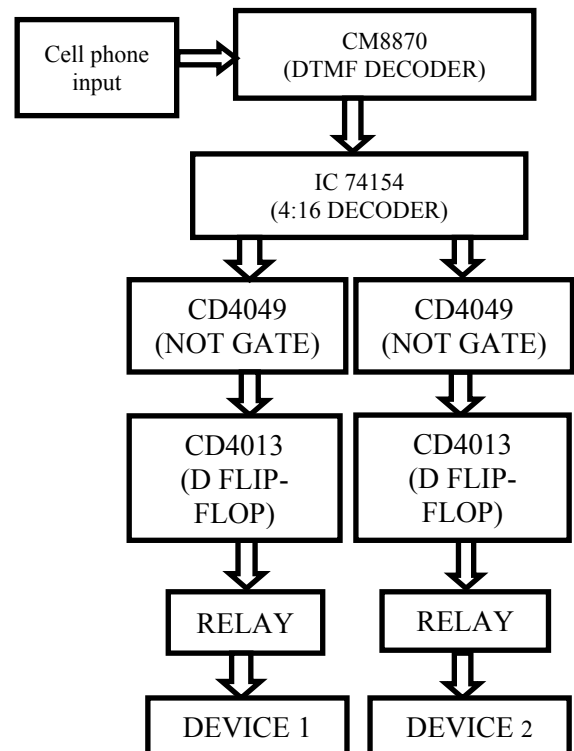 Cell phone
input
CM8870
(DTMF DECODER)
IC 74154
(4:16 DECODER)
CD4049
(NOT GATE)
CD4049
(NOT GATE)
CD4013
(D FLIP-
FLOP)
CD4013
(D FLIP-
FLOP)
RELAY
RELAY
DEVICE 1
DEVICE 2